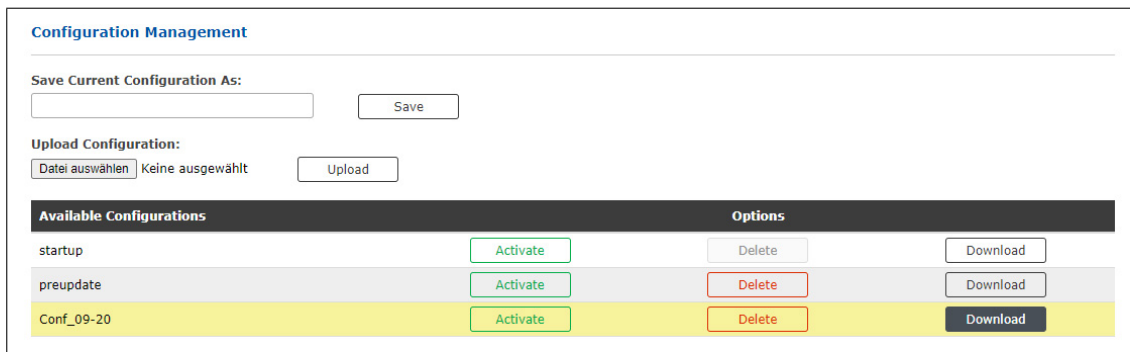 Configuration Management
Save Current Configuration As:
Save
Upload Configuration:
Datei auswählen Keine ausgewählt Upload
Available Configurations Options
startup Activate Delete Download
preupdate Activate Delete Download
Conf_09-20 Activate Delete Download